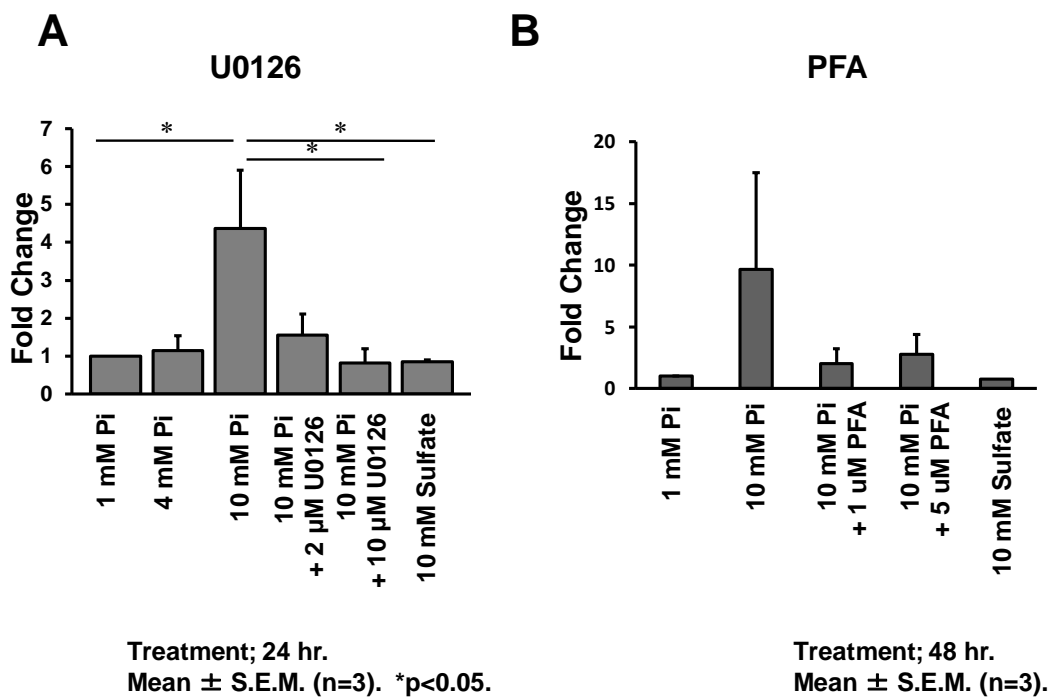 A
U0126
Fold Change
7
6
5
4
3
2
1
0
*
*
*
1 mM Pi
4 mM Pi
10 mM Pi
10 mM Pi
+ 2 µM U0126
10 mM Pi
+ 10 µM U0126
10 mM Sulfate
Treatment; 24 hr.
Mean ± S.E.M. (n=3). *p<0.05.
B
PFA
Fold Change
20
15
10
5
0
1 mM Pi
10 mM Pi
10 mM Pi
+ 1 uM PFA
10 mM Pi
+ 5 uM PFA
10 mM Sulfate
Treatment; 48 hr.
Mean ± S.E.M. (n=3).